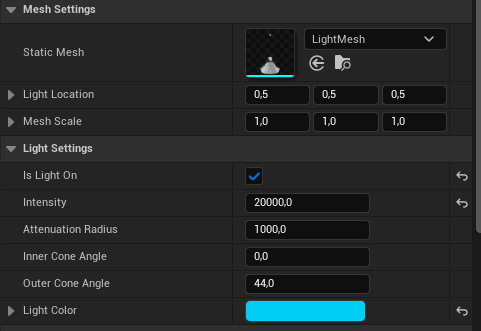 Mesh Settings
Static Mesh
LightMesh
Light Location 0,5 0,5 0,5
Mesh Scale 1,0 1,0 1,0
Light Settings
Is Light On
Intensity 20000,0
Attenuation Radius 1000,0
Inner Cone Angle 0,0
Outer Cone Angle 44,0
Light Color